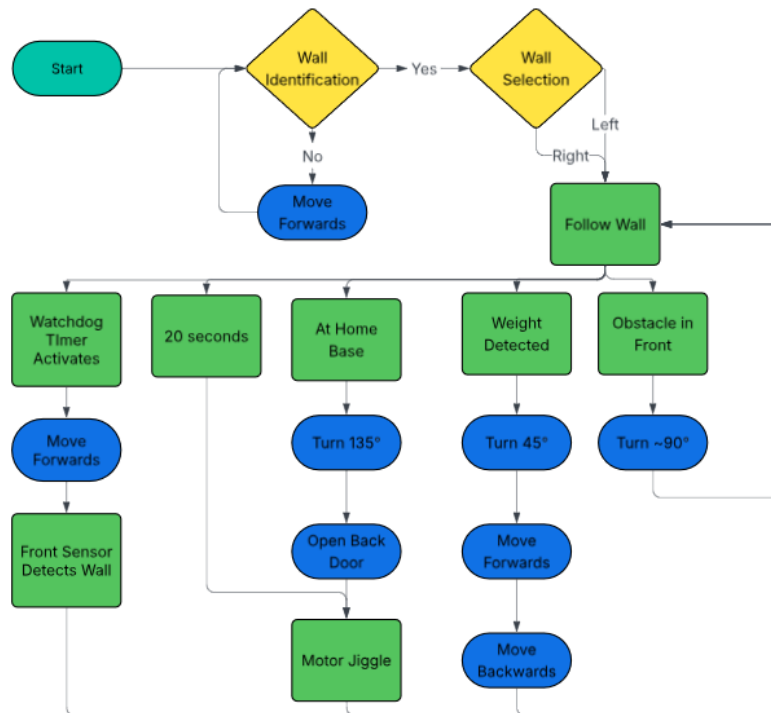 Start
Wall
Identification
Yes
Wall
Selection
No
Left
Right
Move
Forwards
Follow Wall
Watchdog
TImer
Activates
20 seconds
At Home
Base
Weight
Detected
Obstacle in
Front
Move
Forwards
Turn 135°
Turn 45°
Turn ~90°
Front Sensor
Detects Wall
Open Back
Door
Move
Forwards
Motor Jiggle
Move
Backwards